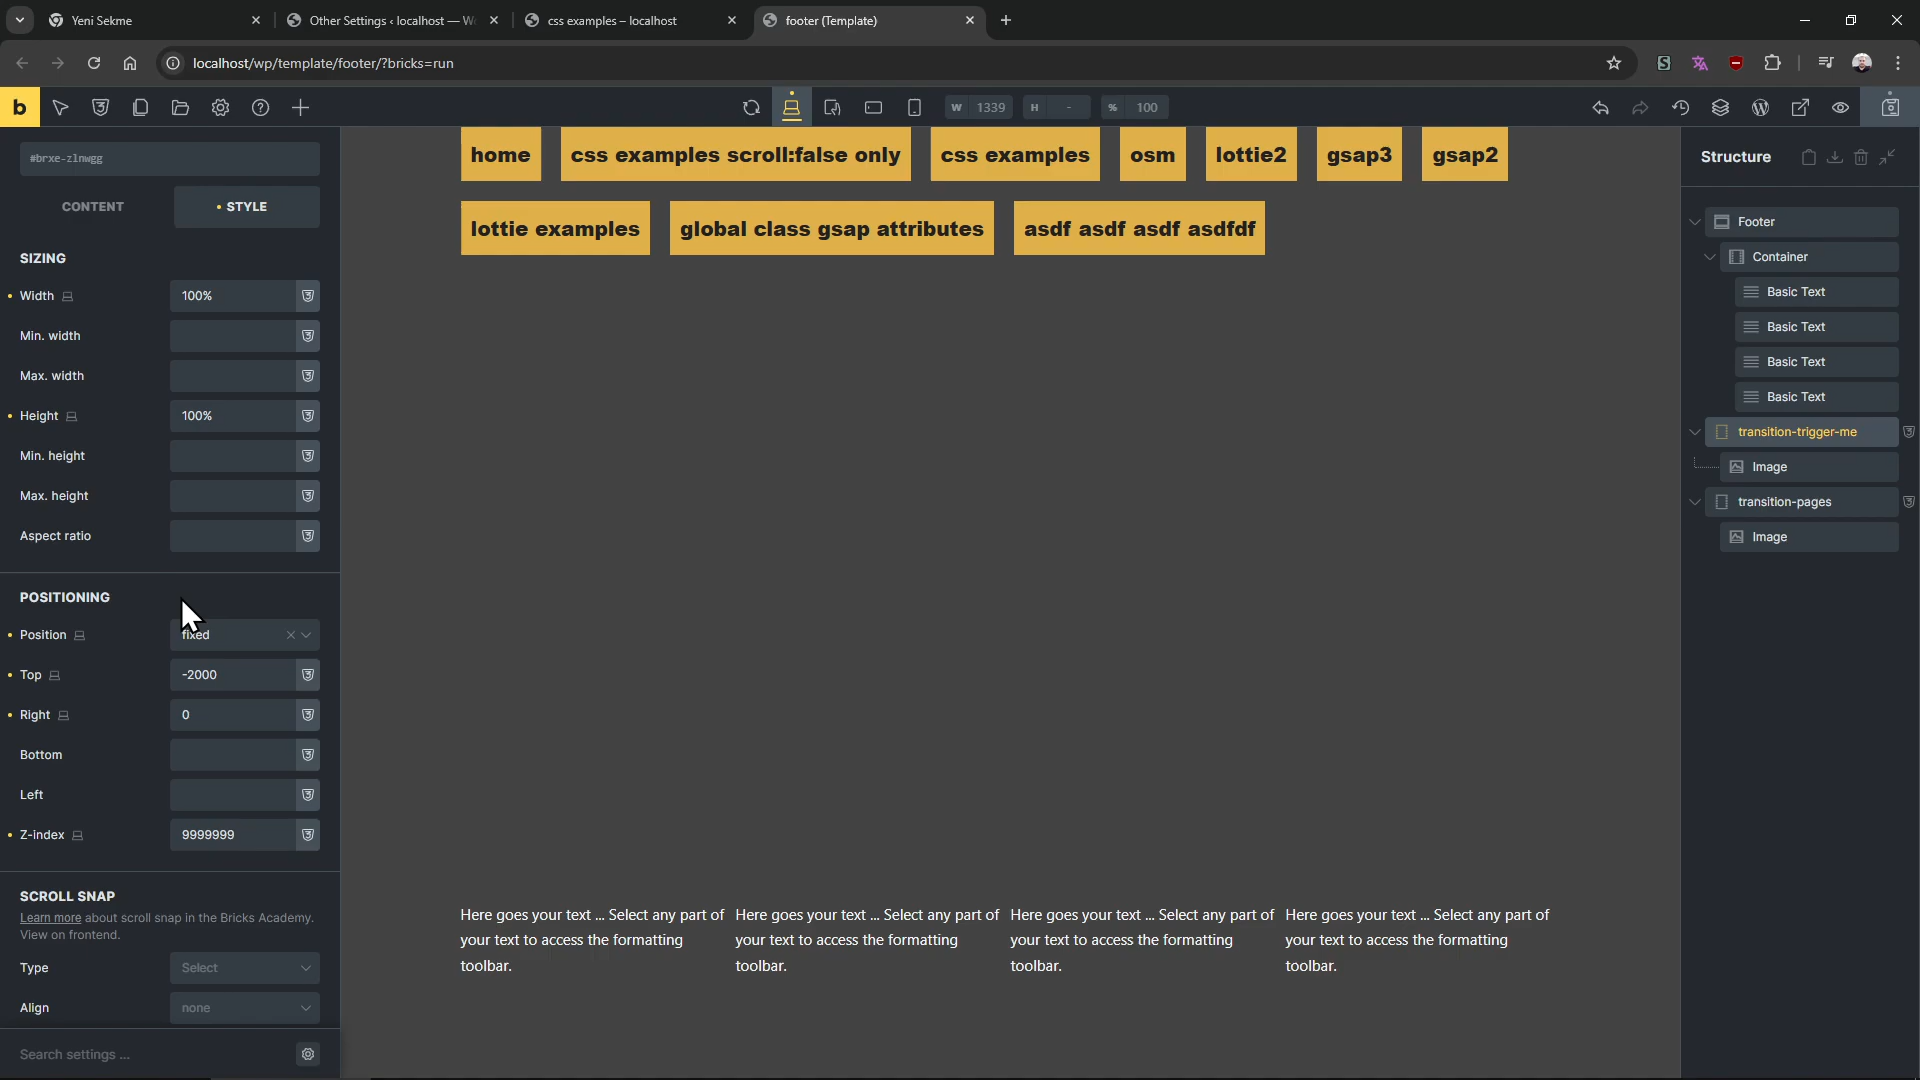 Yeni Sekme
Other Settings ‹ localhost — W
css examples – localhost
footer (Template)
localhost/wp/template/footer/?bricks=run
b
W 1339
H -
% 100
#brxe-zlnwgg
CONTENT
STYLE
SIZING
Width 100%
Min. width
Max. width
Height 100%
Min. height
Max. height
Aspect ratio
POSITIONING
Position fixed
Top -2000
Right 0
Bottom
Left
Z-index 9999999
SCROLL SNAP
Learn more about scroll snap in the Bricks Academy.
View on frontend.
Type Select
Align none
Search settings ...
home
css examples scroll:false only
css examples
osm
lottie2
gsap3
gsap2
lottie examples
global class gsap attributes
asdf asdf asdf asdfdf
Here goes your text ... Select any part of
your text to access the formatting
toolbar.
Here goes your text ... Select any part of
your text to access the formatting
toolbar.
Here goes your text ... Select any part of
your text to access the formatting
toolbar.
Here goes your text ... Select any part of
your text to access the formatting
toolbar.
Structure
Footer
Container
Basic Text
Basic Text
Basic Text
Basic Text
transition-trigger-me
Image
transition-pages
Image